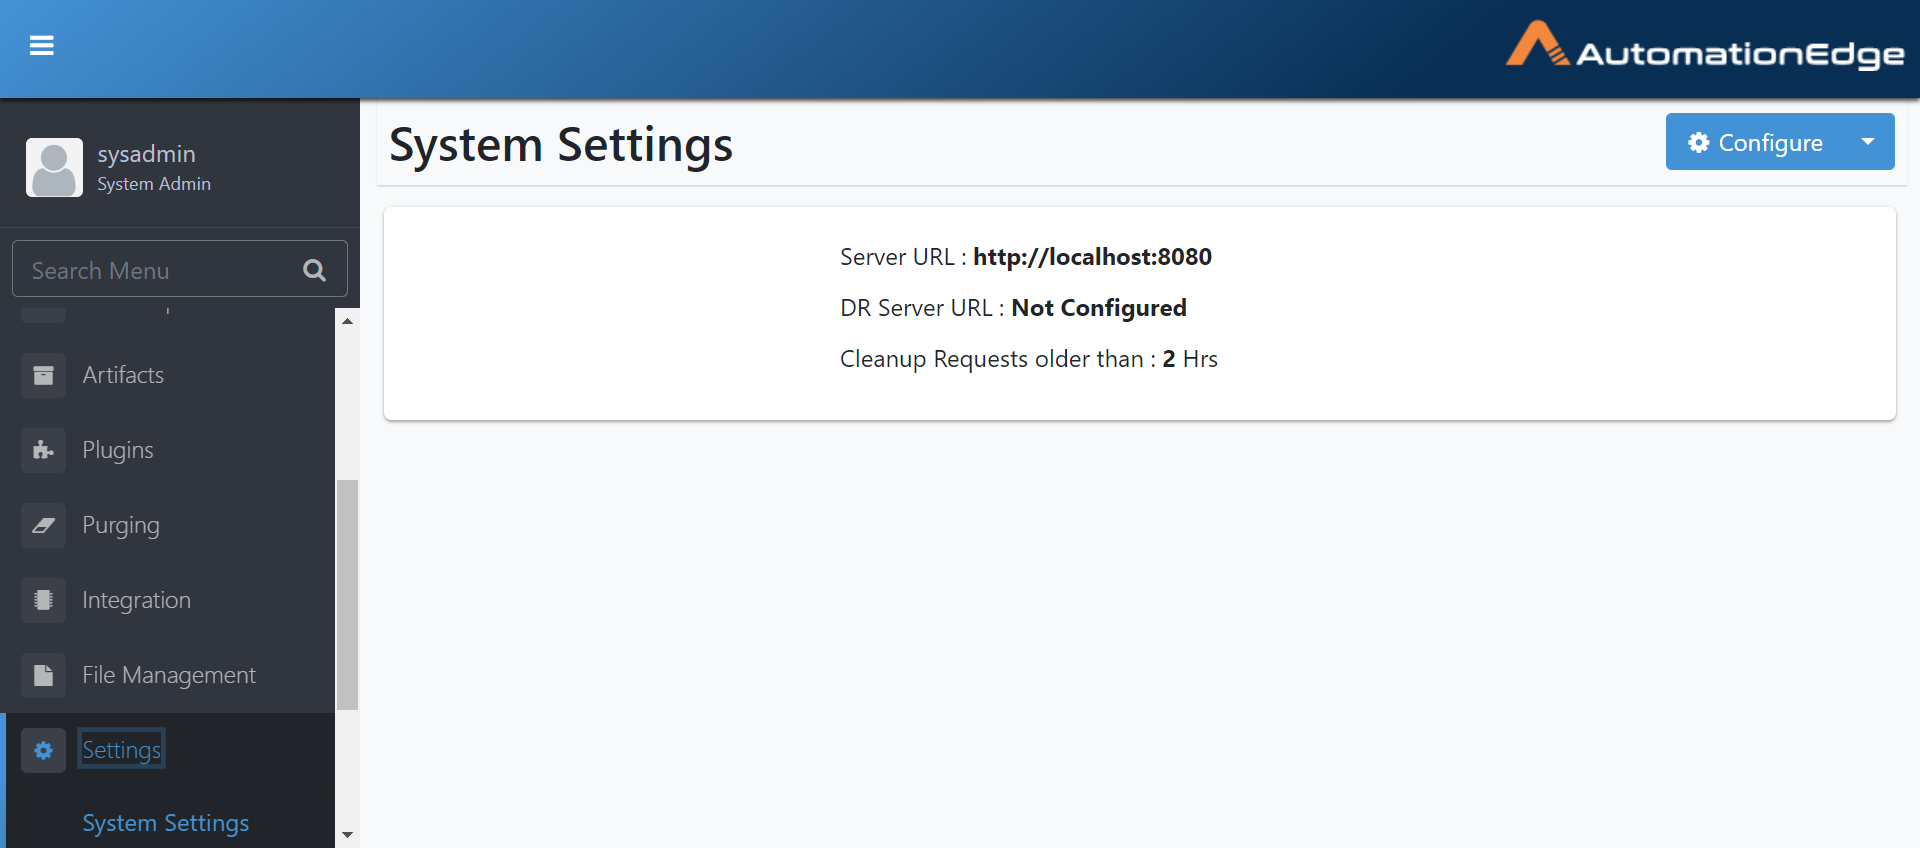 AutomationEdge
sysadmin
System Admin
Search Menu
Artifacts
Plugins
Purging
Integration
File Management
Settings
System Settings
System Settings
Configure
Server URL : http://localhost:8080
DR Server URL : Not Configured
Cleanup Requests older than : 2 Hrs